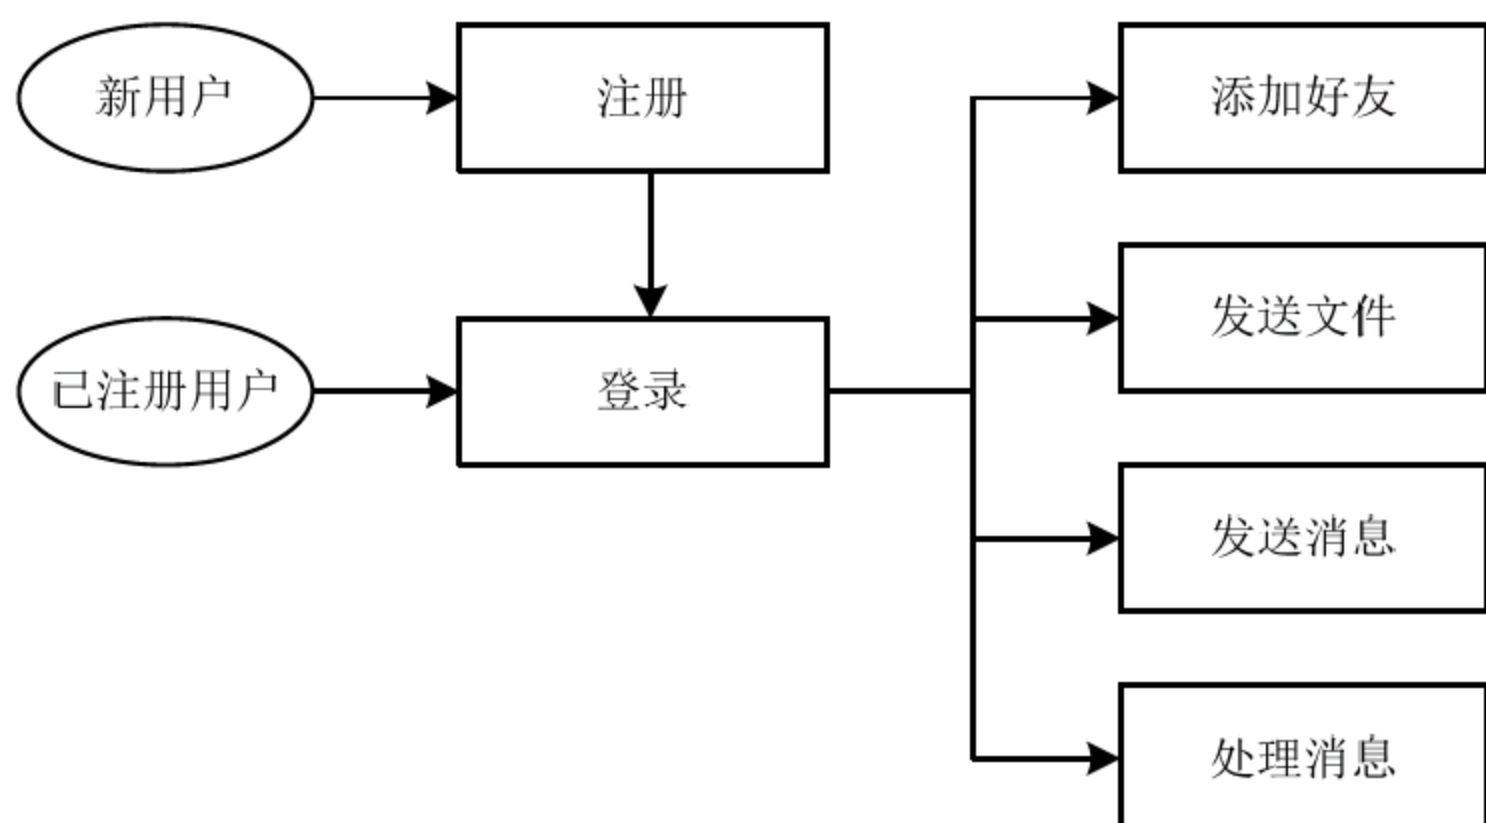 新用户
注册
添加好友
发送文件
已注册用户
登录
发送消息
处理消息